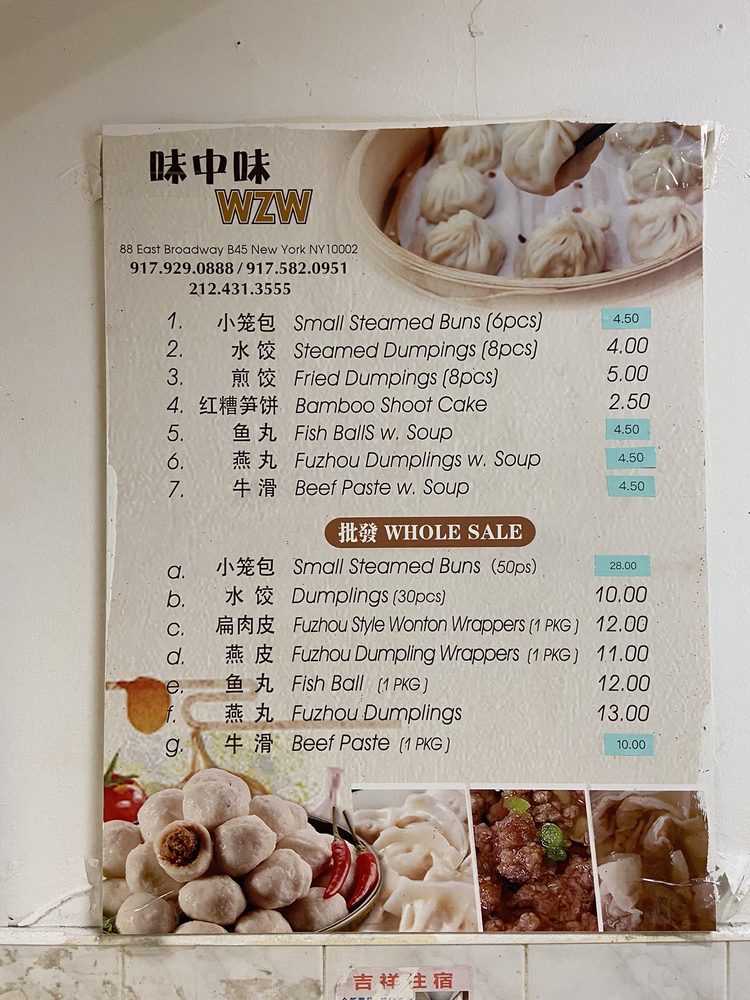 味中味
WZW
88 East Broadway B45 New York NY10002
917.929.0888 / 917.582.0951
212.431.3555
1. 小笼包 Small Steamed Buns (6pcs) 4.50
2. 水饺 Steamed Dumpings (8pcs) 4.00
3. 煎饺 Fried Dumpings (8pcs) 5.00
4. 红糟笋饼 Bamboo Shoot Cake 2.50
5. 鱼丸 Fish BallS w. Soup 4.50
6. 燕丸 Fuzhou Dumplings w. Soup 4.50
7. 牛滑 Beef Paste w. Soup 4.50
批發 WHOLE SALE
a. 小笼包 Small Steamed Buns (50ps) 28.00
b. 水饺 Dumplings (30pcs) 10.00
c. 扁肉皮 Fuzhou Style Wonton Wrappers (1 PKG) 12.00
d. 燕皮 Fuzhou Dumpling Wrappers (1 PKG) 11.00
e. 鱼丸 Fish Ball (1 PKG) 12.00
f. 燕丸 Fuzhou Dumplings 13.00
g. 牛滑 Beef Paste (1 PKG) 10.00
吉祥住宿